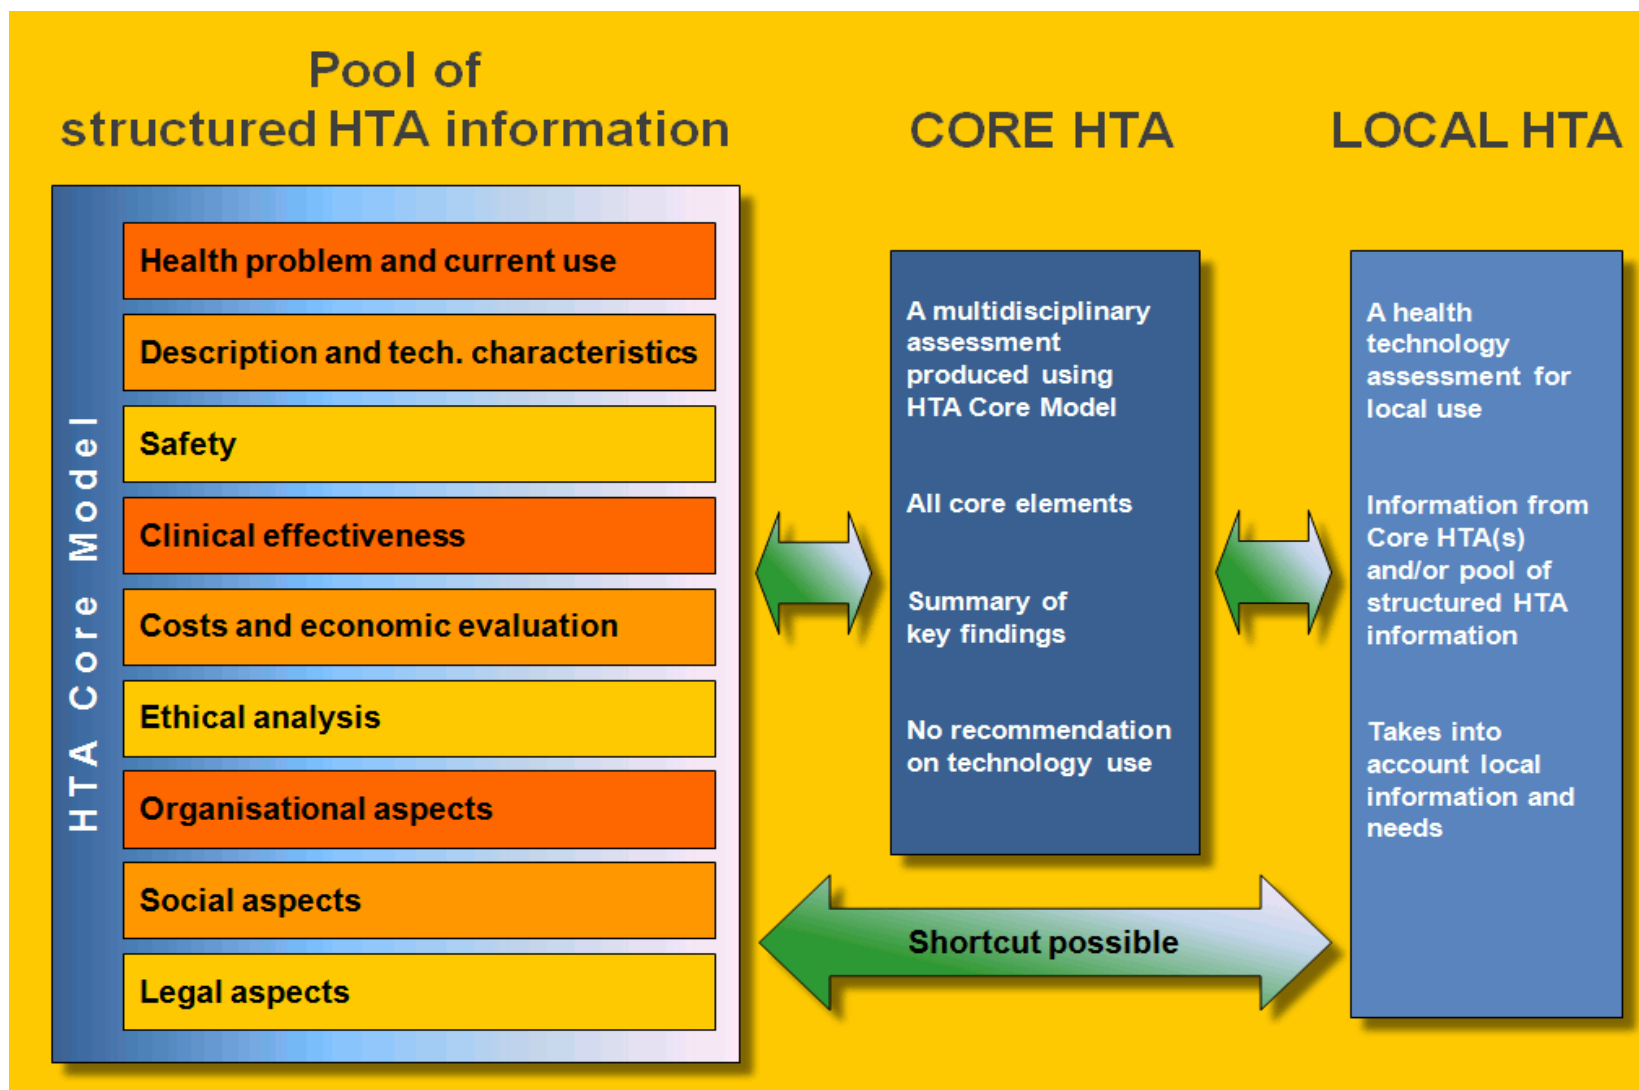 Pool of
structured HTA information
CORE HTA
LOCAL HTA
HTA Core Model
Health problem and current use
Description and tech. characteristics
Safety
Clinical effectiveness
Costs and economic evaluation
Ethical analysis
Organisational aspects
Social aspects
Legal aspects
A multidisciplinary
assessment
produced using
HTA Core Model
All core elements
Summary of
key findings
No recommendation
on technology use
A health
technology
assessment for
local use
Information from
Core HTA(s)
and/or pool of
structured HTA
information
Takes into
account local
information and
needs
Shortcut possible